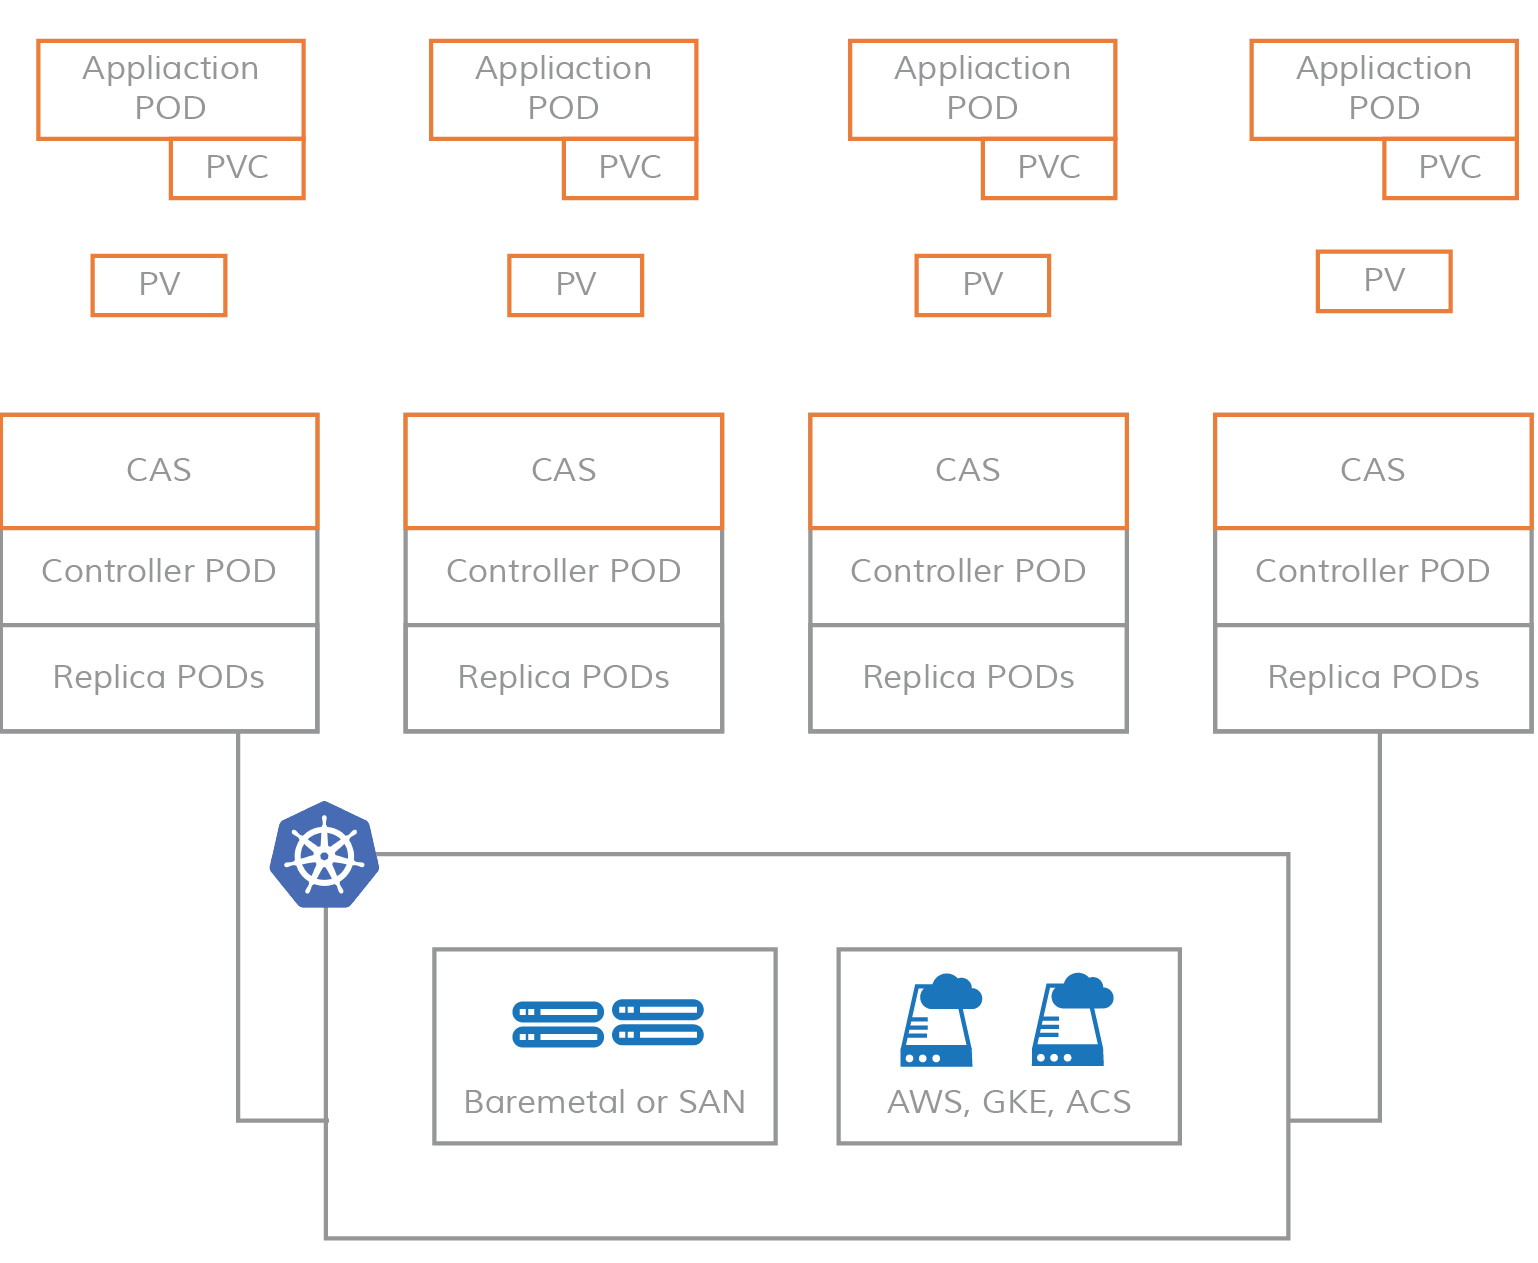 Appliaction
POD
PVC
Appliaction
POD
PVC
Appliaction
POD
PVC
Appliaction
POD
PVC
PV
PV
PV
PV
CAS
Controller POD
Replica PODs
CAS
Controller POD
Replica PODs
CAS
Controller POD
Replica PODs
CAS
Controller POD
Replica PODs
Baremetal or SAN
AWS, GKE, ACS